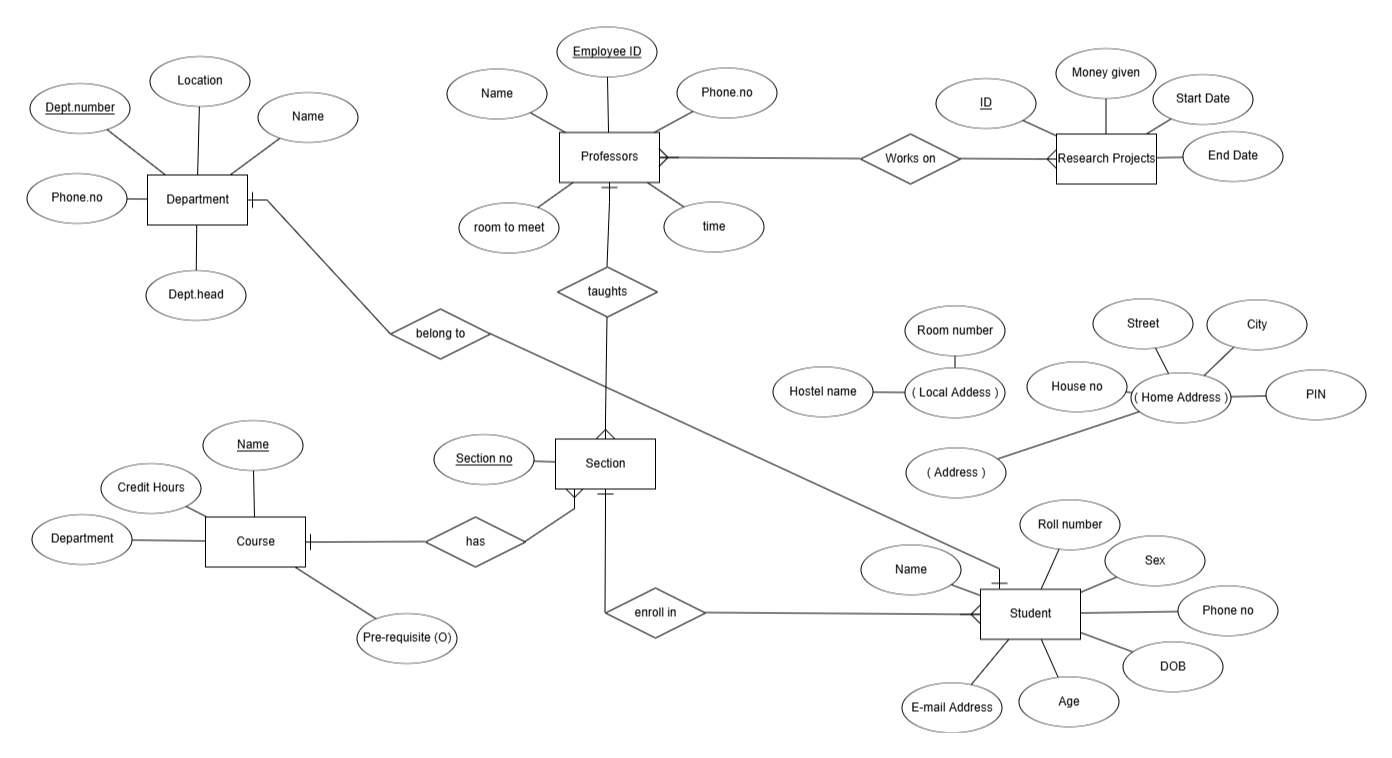 Employee ID
Location
Money given
Name
Phone.no
Start Date
Dept.number
ID
Name
Professors
Works on
Research Projects
End Date
Phone.no
Department
room to meet
time
Dept.head
taughts
belong to
Room number
Street
City
Hostel name
( Local Addess )
House no
( Home Address )
PIN
Name
Section no
Section
( Address )
Credit Hours
Roll number
Department
Course
has
Name
Sex
enroll in
Student
Phone no
Pre-requisite (O)
DOB
E-mail Address
Age